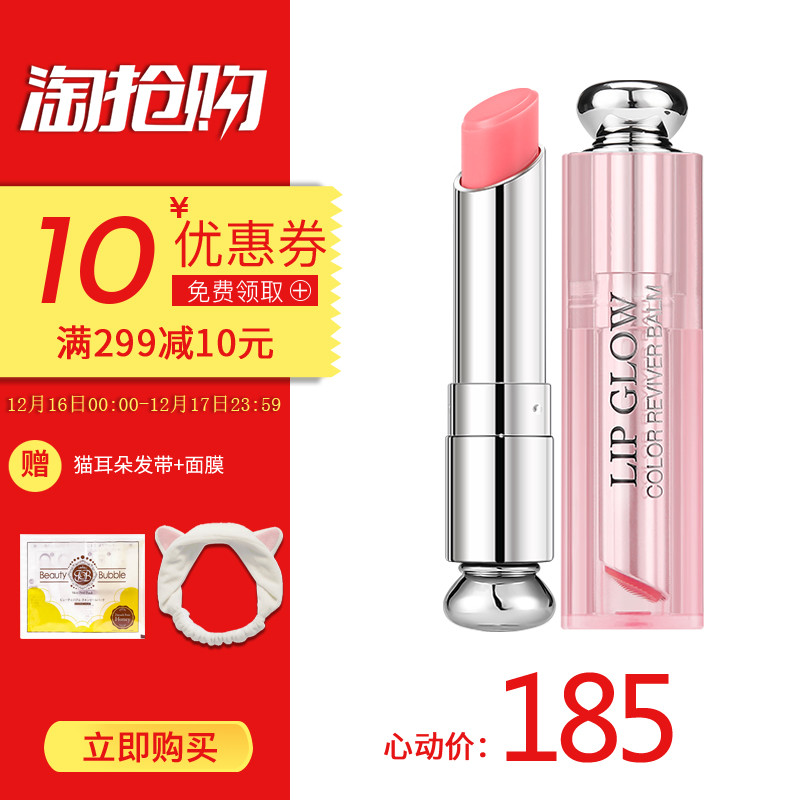 淘抢购
10
¥
优惠券
免费领取
满299减10元
12月16日00:00-12月17日23:59
赠 猫耳朵发带+面膜
Beauty Bubble
Honey
立即购买
LIP GLOW
COLOR REVIVER BALM
心动价：185